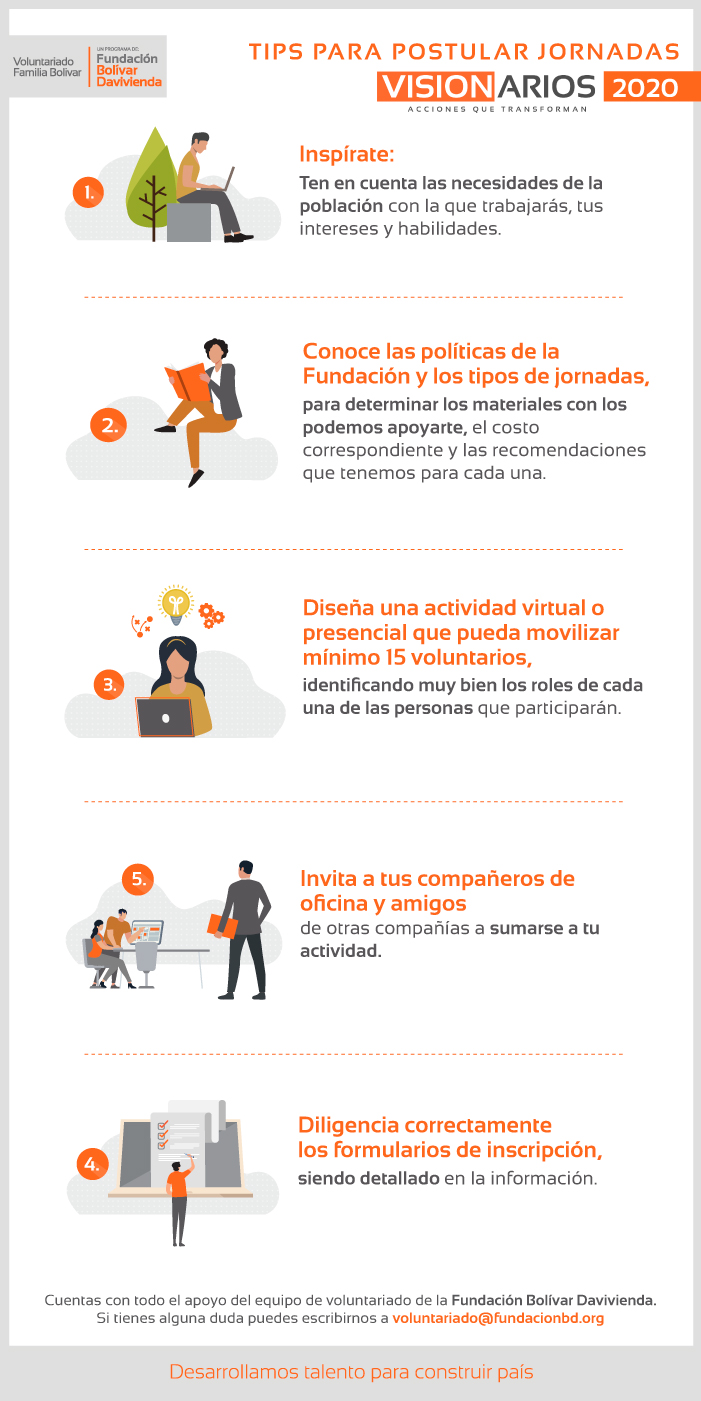 Voluntariado
Familia Bolívar
UN PROGRAMA DE:
Fundación
Bolívar
Davivienda
TIPS PARA POSTULAR JORNADAS
VISIONARIOS 2020
ACCIONES QUE TRANSFORMAN
1.
Inspírate:
Ten en cuenta las necesidades de la
población con la que trabajarás, tus
intereses y habilidades.
2.
Conoce las políticas de la
Fundación y los tipos de jornadas,
para determinar los materiales con los
podemos apoyarte, el costo
correspondiente y las recomendaciones
que tenemos para cada una.
3.
Diseña una actividad virtual o
presencial que pueda movilizar
mínimo 15 voluntarios,
identificando muy bien los roles de cada
una de las personas que participarán.
5.
Invita a tus compañeros de
oficina y amigos
de otras compañías a sumarse a tu
actividad.
4.
Diligencia correctamente
los formularios de inscripción,
siendo detallado en la información.
Cuentas con todo el apoyo del equipo de voluntariado de la Fundación Bolívar Davivienda.
Si tienes alguna duda puedes escribirnos a voluntariado@fundacionbd.org
Desarrollamos talento para construir país